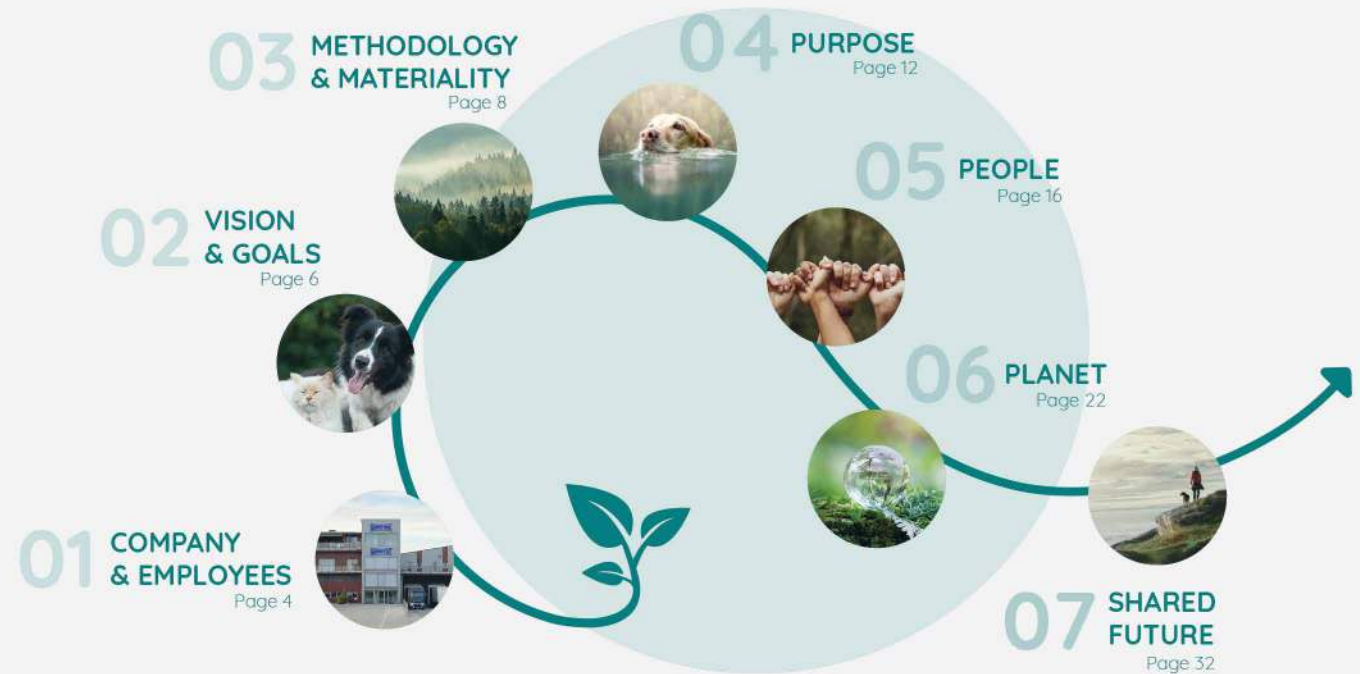 03 METHODOLOGY
& MATERIALITY
Page 8
04 PURPOSE
Page 12
05 PEOPLE
Page 16
02 VISION
& GOALS
Page 6
06 PLANET
Page 22
01 COMPANY
& EMPLOYEES
Page 4
07 SHARED
FUTURE
Page 32